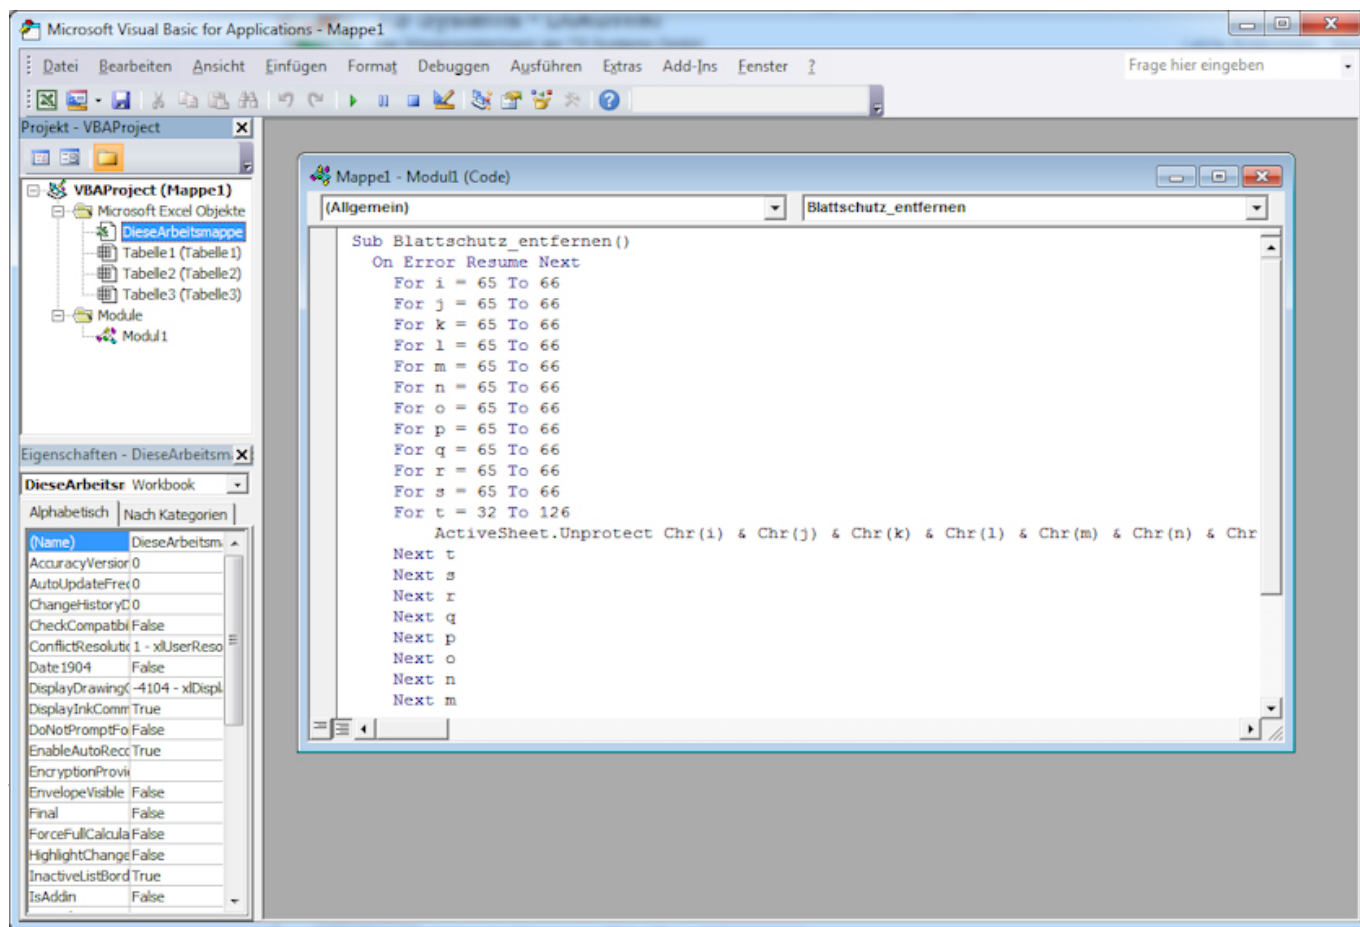 Microsoft Visual Basic for Applications - Mappe1
Datei Bearbeiten Ansicht Einfügen Format Debuggen Ausführen Extras Add-Ins Fenster ?
Frage hier eingeben
Projekt - VBAProject
VBAProject (Mappe1)
Microsoft Excel Objekte
DieseArbeitsmappe
Tabelle1 (Tabelle1)
Tabelle2 (Tabelle2)
Tabelle3 (Tabelle3)
Module
Modul1
Eigenschaften - DieseArbeitsm
DieseArbeitsr Workbook
Alphabetisch Nach Kategorien
(Name) DieseArbeitsm
AccuracyVersior 0
AutoUpdateFrec 0
ChangeHistoryD 0
CheckCompatibi False
ConflictResolutic 1 - xlUserReso
Date1904 False
DisplayDrawing( -4104 - xlDispl
DisplayInkComm True
DoNotPromptFo False
EnableAutoRecc True
EncryptionProvi
EnvelopeVisible False
Final False
ForceFullCalcula False
HighlightChange False
InactiveListBord True
IsAddin False
Mappe1 - Modul1 (Code)
(Allgemein) Blattschutz_entfernen
Sub Blattschutz_entfernen()
On Error Resume Next
For i = 65 To 66
For j = 65 To 66
For k = 65 To 66
For l = 65 To 66
For m = 65 To 66
For n = 65 To 66
For o = 65 To 66
For p = 65 To 66
For q = 65 To 66
For r = 65 To 66
For s = 65 To 66
For t = 32 To 126
ActiveSheet.Unprotect Chr(i) & Chr(j) & Chr(k) & Chr(l) & Chr(m) & Chr(n) & Chr
Next t
Next s
Next r
Next q
Next p
Next o
Next n
Next m